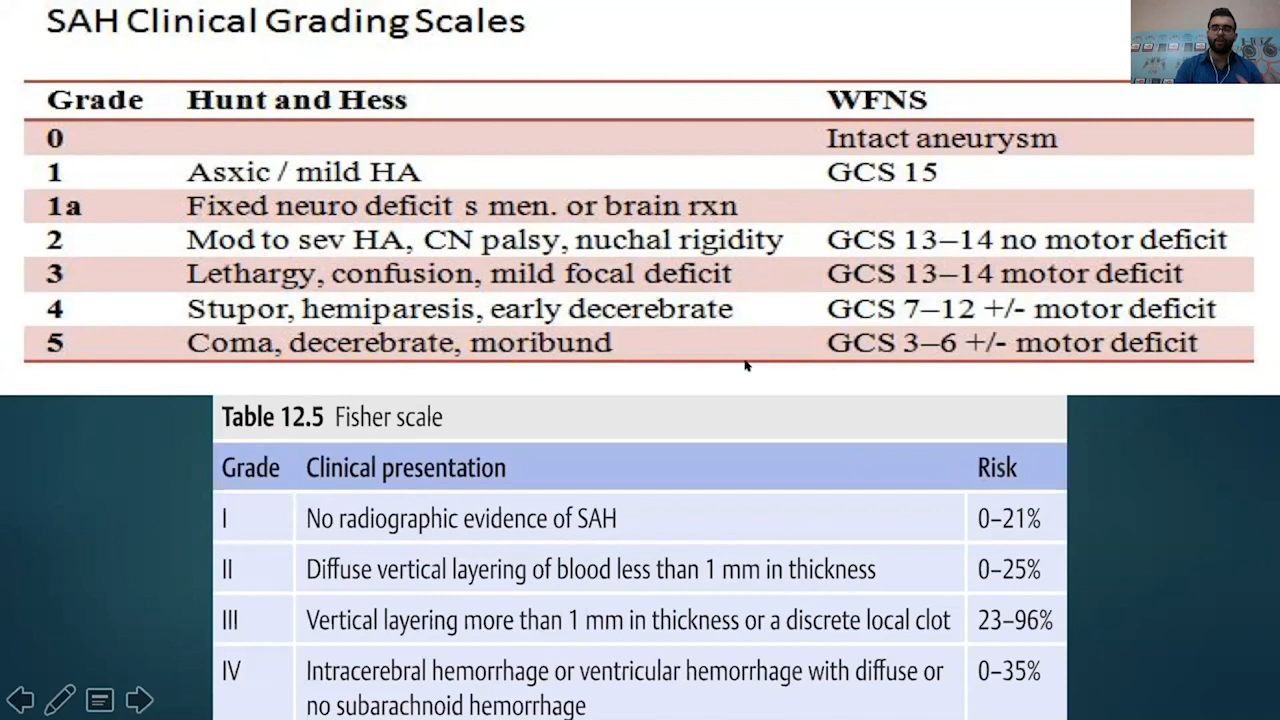 SAH Clinical Grading Scales
Grade Hunt and Hess WFNS
0 Intact aneurysm
1 Asxic / mild HA GCS 15
1a Fixed neuro deficit s men. or brain rxn
2 Mod to sev HA, CN palsy, nuchal rigidity GCS 13–14 no motor deficit
3 Lethargy, confusion, mild focal deficit GCS 13–14 motor deficit
4 Stupor, hemiparesis, early decerebrate GCS 7–12 +/- motor deficit
5 Coma, decerebrate, moribund GCS 3–6 +/- motor deficit
Table 12.5 Fisher scale
Grade Clinical presentation Risk
I No radiographic evidence of SAH 0–21%
II Diffuse vertical layering of blood less than 1 mm in thickness 0–25%
III Vertical layering more than 1 mm in thickness or a discrete local clot 23–96%
IV Intracerebral hemorrhage or ventricular hemorrhage with diffuse or 0–35%
no subarachnoid hemorrhage